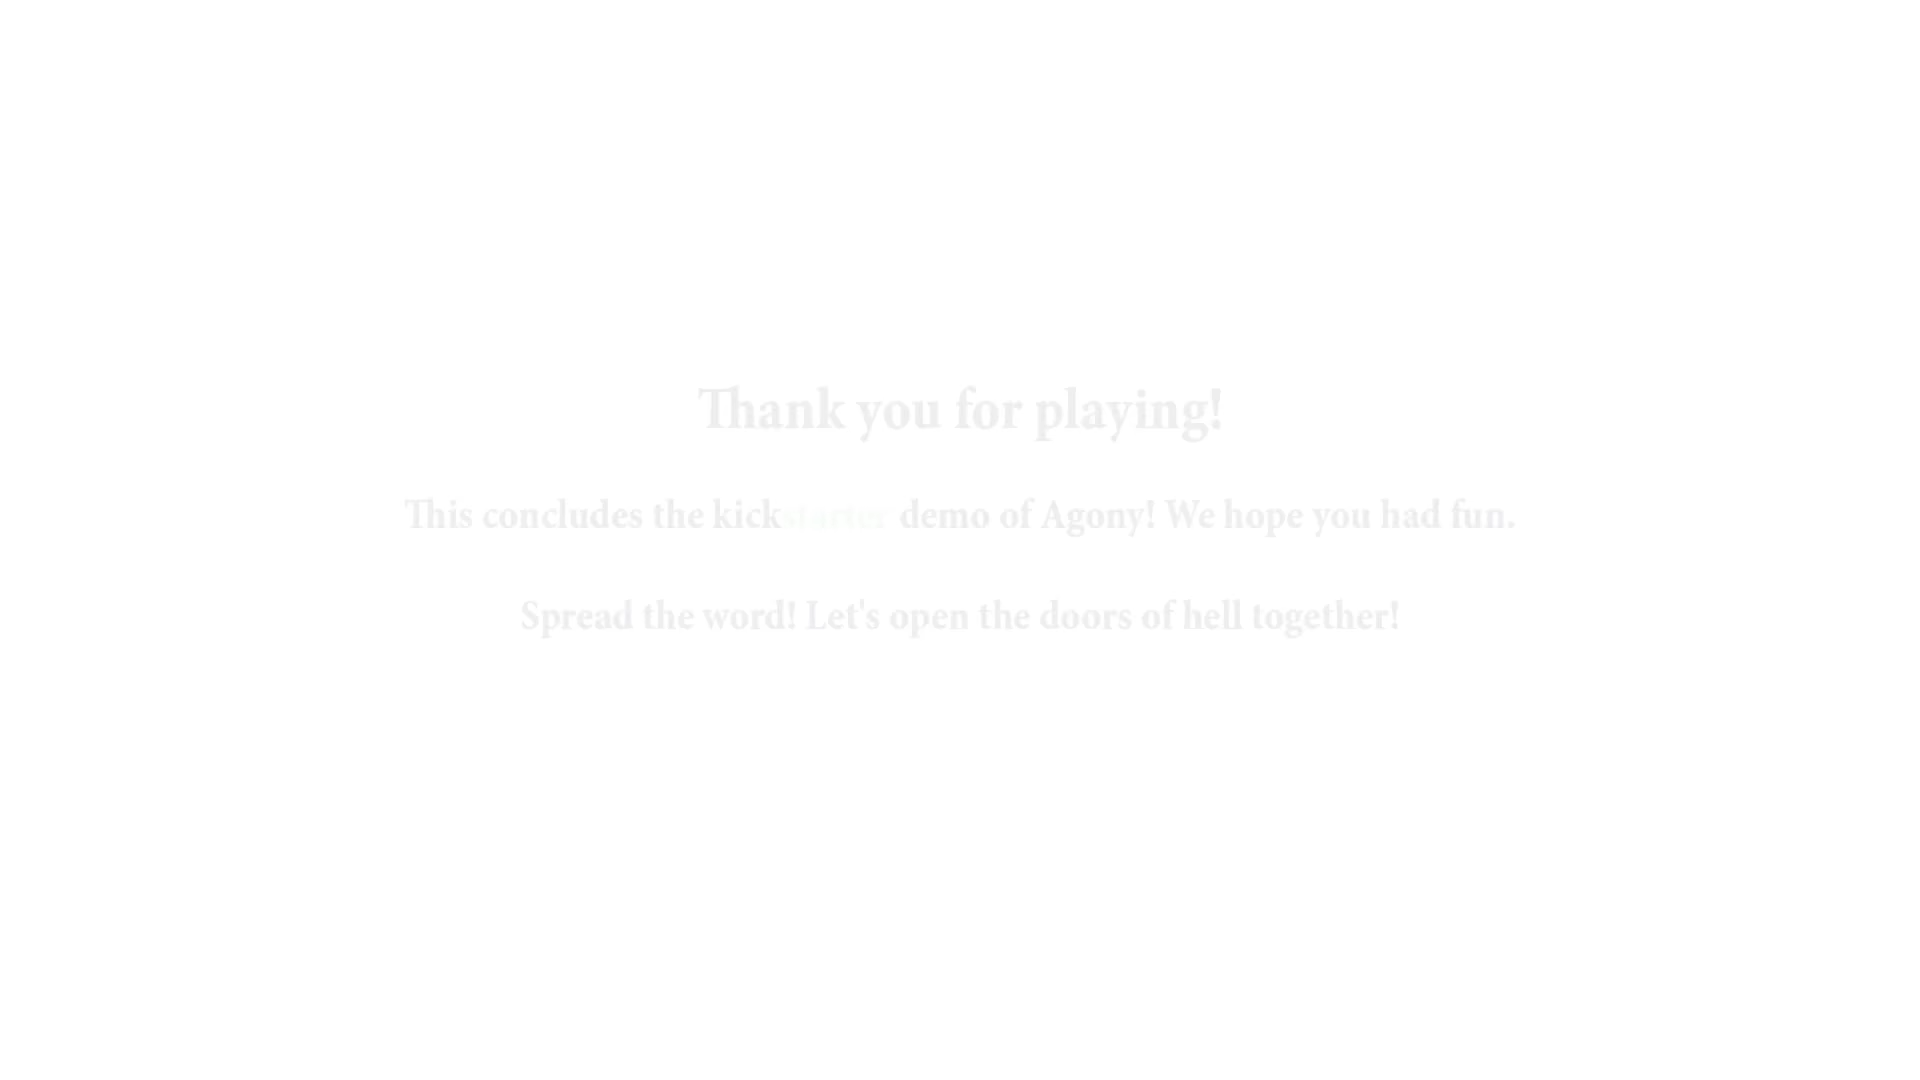 Thank you for playing!
This concludes the kickstarter demo of Agony! We hope you had fun.
Spread the word! Let's open the doors of hell together!